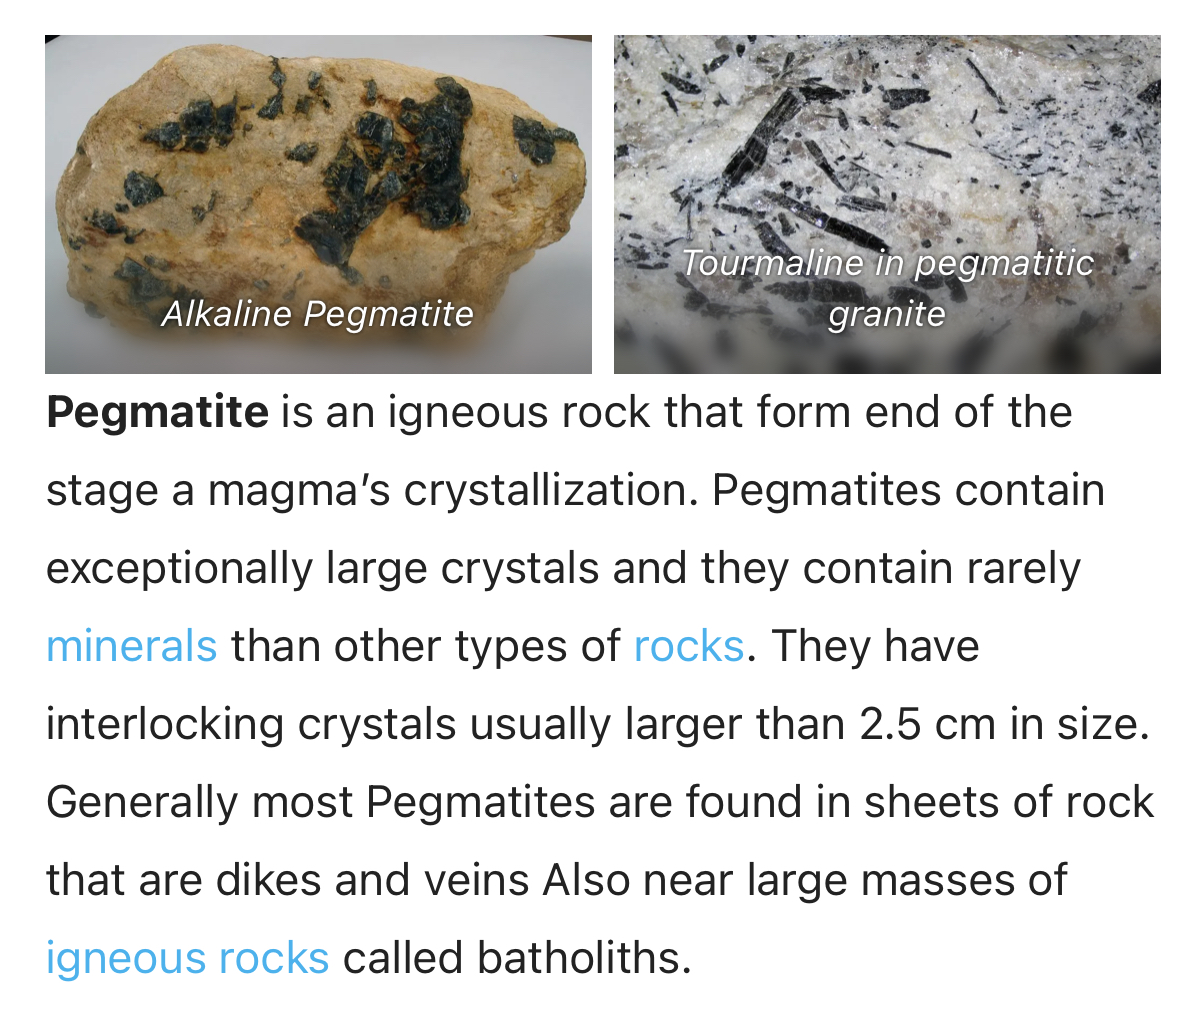 Alkaline Pegmatite
Tourmaline in pegmatitic
granite
Pegmatite is an igneous rock that form end of the
stage a magma’s crystallization. Pegmatites contain
exceptionally large crystals and they contain rarely
minerals than other types of rocks. They have
interlocking crystals usually larger than 2.5 cm in size.
Generally most Pegmatites are found in sheets of rock
that are dikes and veins Also near large masses of
igneous rocks called batholiths.